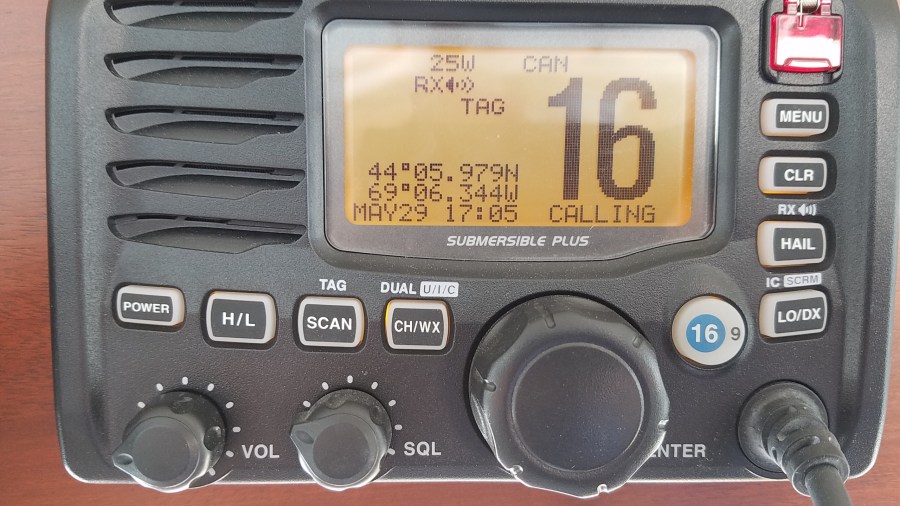 25W CAN
RX
TAG
16
44°05.979N
69°06.344W
MAY29 17:05 CALLING
SUBMERSIBLE PLUS
MENU
CLR
RX
HAIL
IC SCRM
LO/DX
POWER
H/L
TAG
SCAN
DUAL U/I/C
CH/WX
16 9
VOL
SQL
ENTER